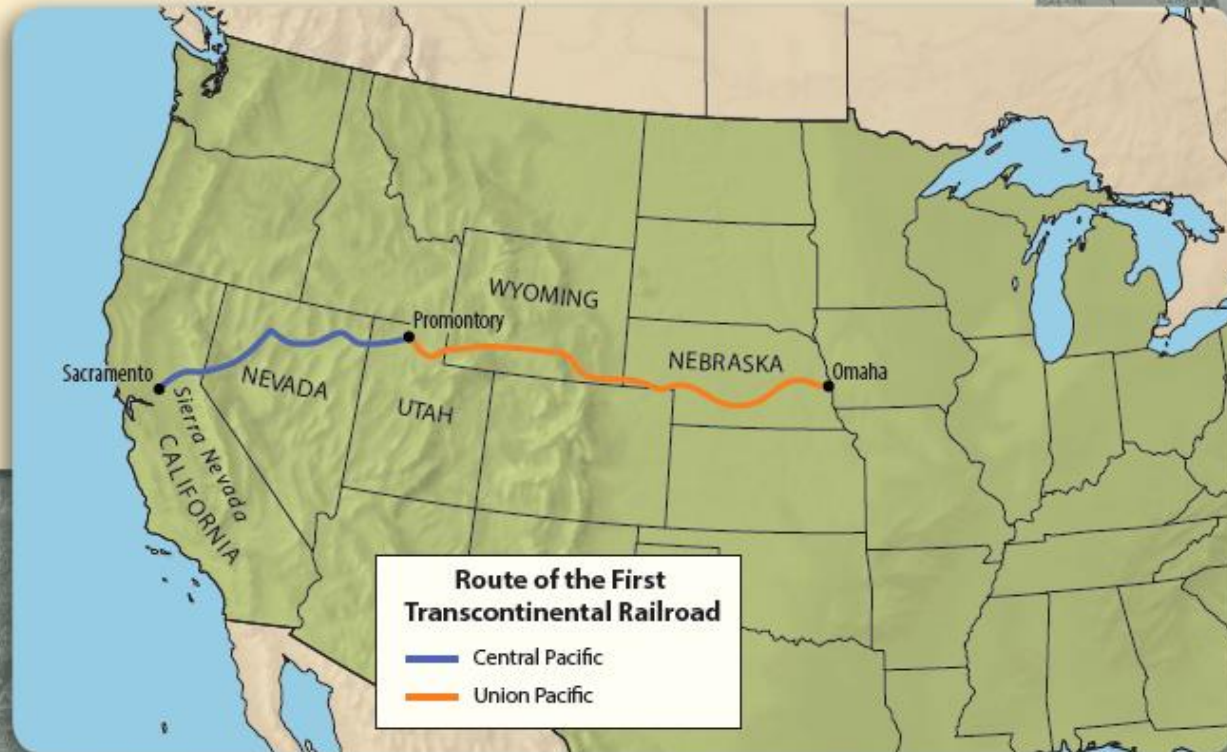 WYOMING
Promontory
NEBRASKA
Omaha
Sacramento
NEVADA
UTAH
Sierra Nevada
CALIFORNIA
Route of the First
Transcontinental Railroad
Central Pacific
Union Pacific